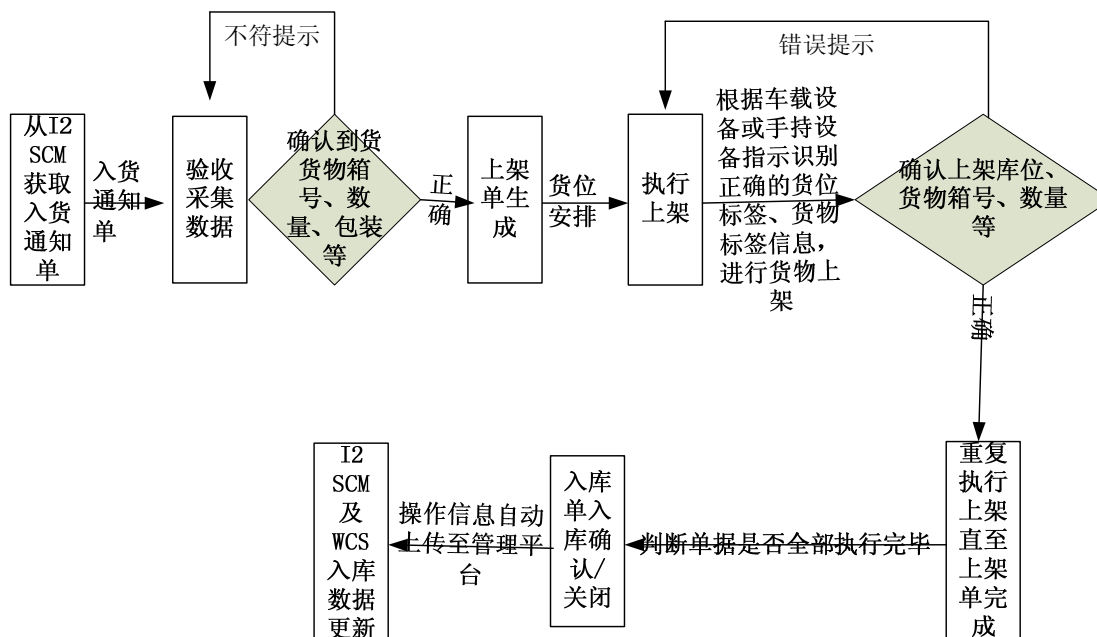 不符提示
错误提示
从I2
SCM
获取
入货
通知
单
入货
通知
单
验收
采集
数据
确认到货
货物箱
号、数
量、包装
等
正
确
上架
单生
成
货位
安排
执行
上架
根据车载设
备或手持设
备指示识别
正确的货位
标签、货物
标签信息，
进行货物上
架
确认上架库位、
货物箱号、数量
等
正确
重复
执行
上架
直至
上架
单完
成
判断单据是否全部执行完毕
入库
单入
库确
认/
关闭
操作信息自动
上传至管理平
台
I2
SCM
及
WCS
入库
数据
更新